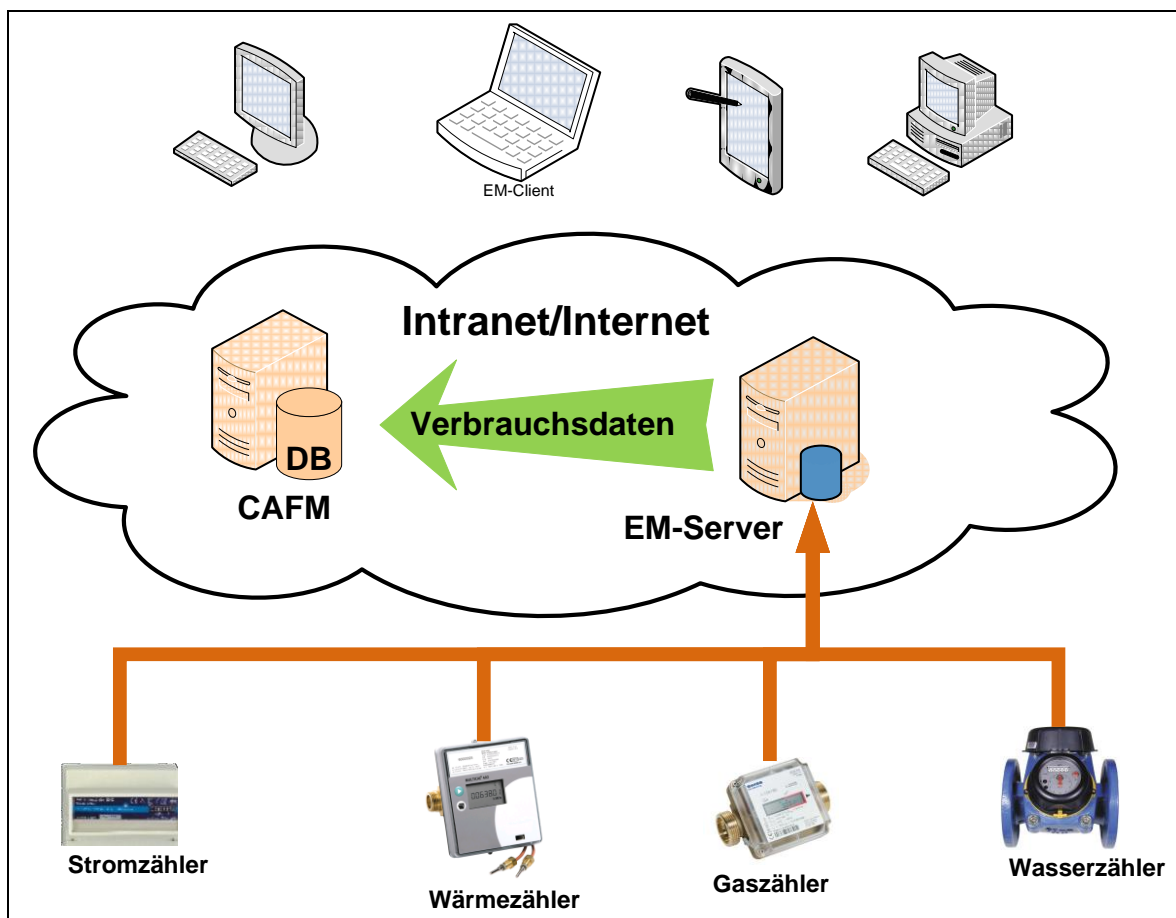 EM-Client
Intranet/Internet
Verbrauchsdaten
DB
CAFM
EM-Server
Stromzähler
Wärmezähler
Gaszähler
Wasserzähler